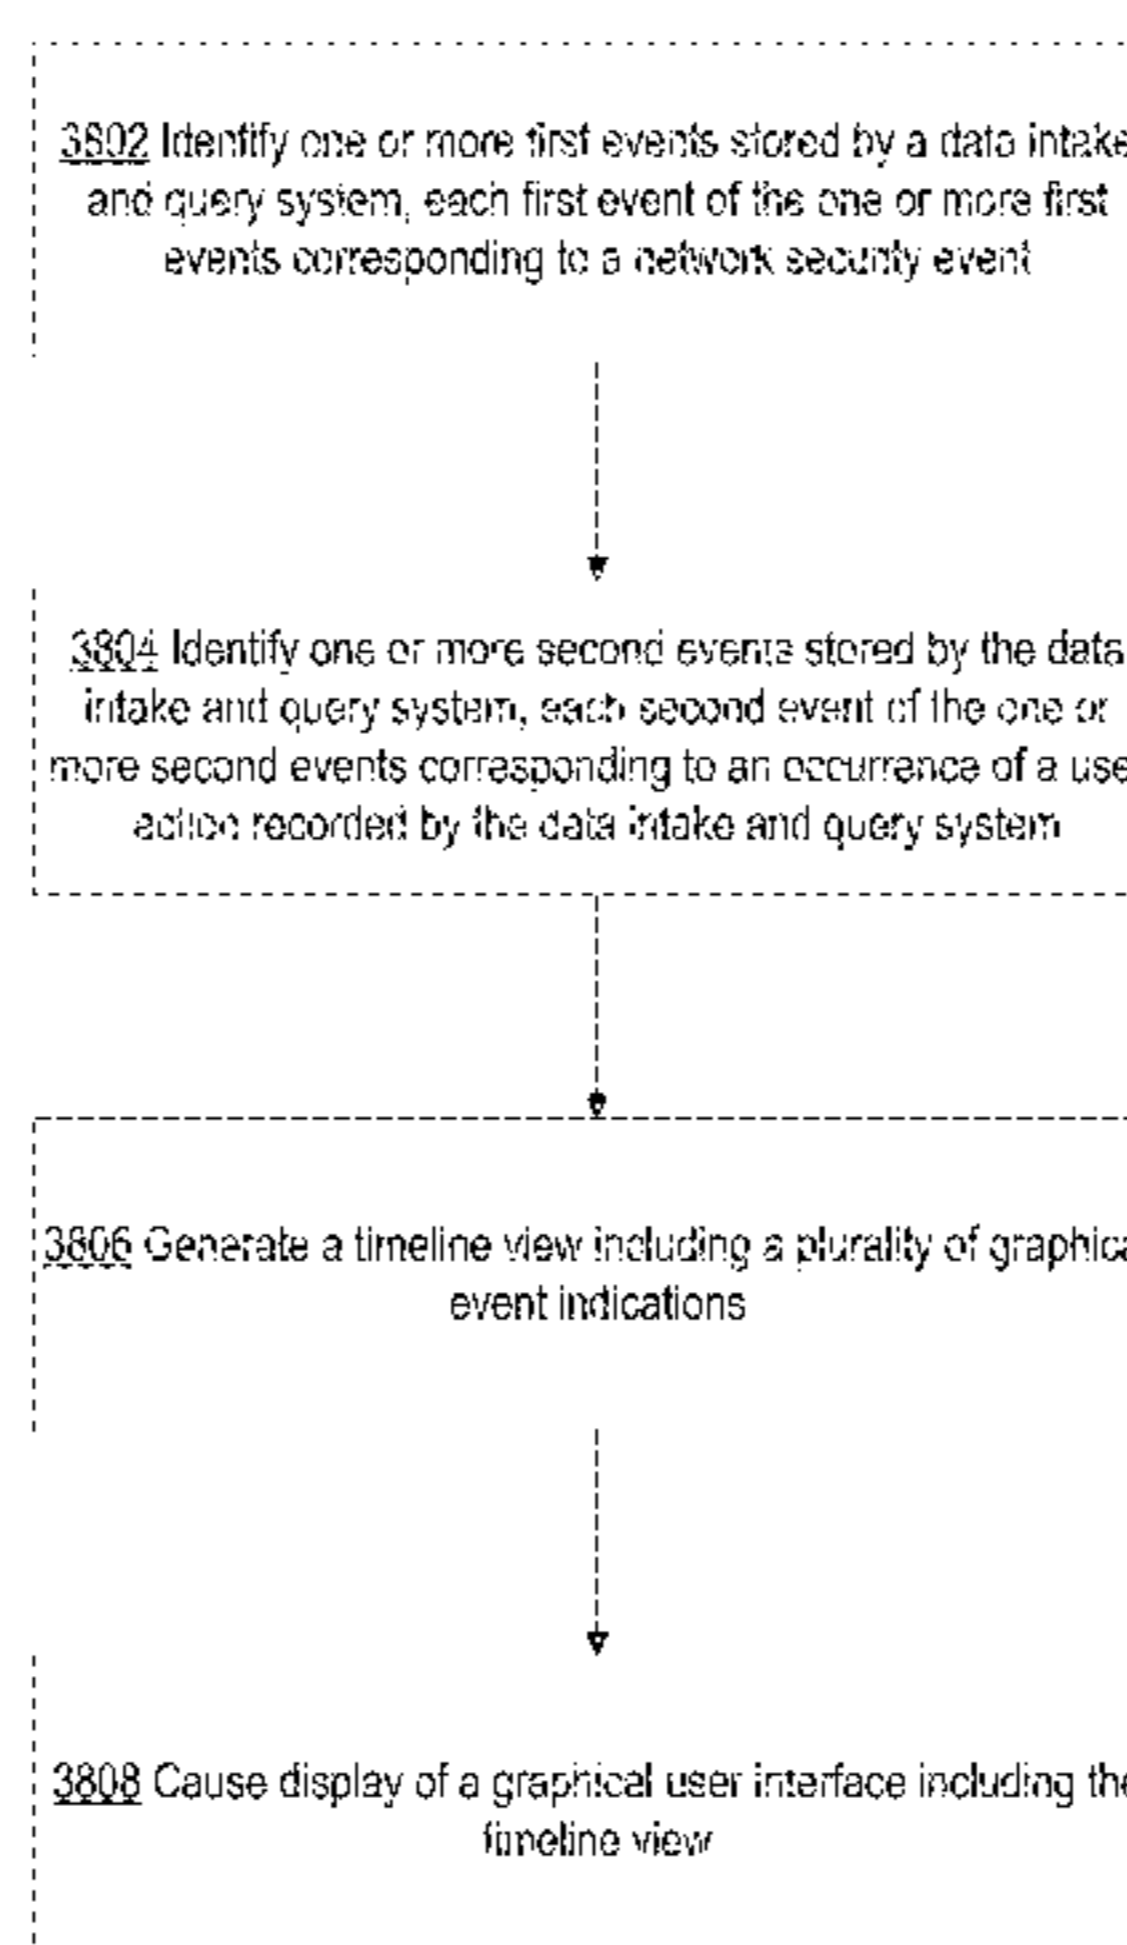 3802 Identify one or more first events stored by a data intake
and query system, each first event of the one or more first
events corresponding to a network security event
3804 Identify one or more second events stored by the data
intake and query system, each second event of the one or
more second events corresponding to an occurrence of a use
action recorded by the data intake and query system
3806 Generate a timeline view including a plurality of graphica
event indications
3808 Cause display of a graphical user interface including the
timeline view